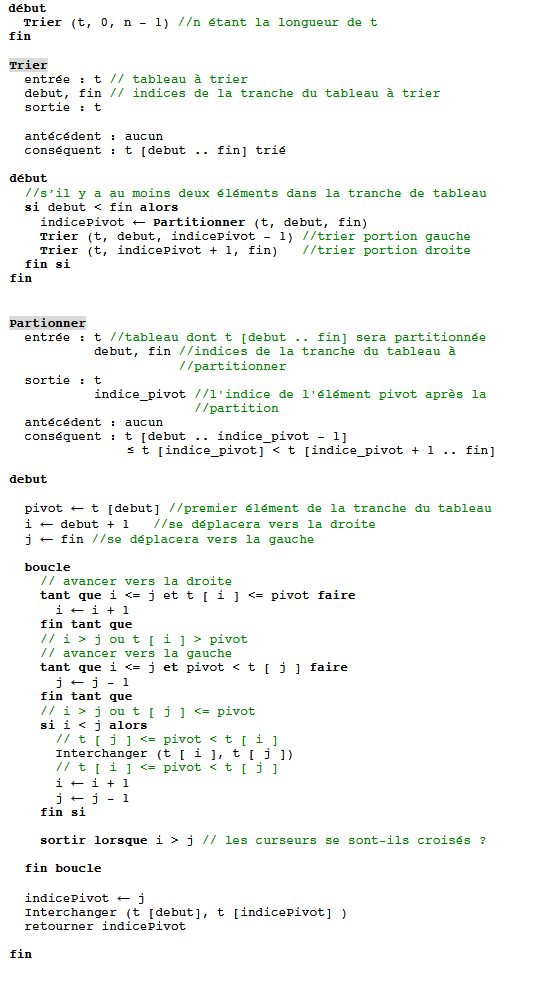 début
Trier (t, 0, n - 1) //n étant la longueur de t
fin
Trier
entrée : t // tableau à trier
debut, fin // indices de la tranche du tableau à trier
sortie : t
antécédent : aucun
conséquent : t [debut .. fin] trié
début
//s'il y a au moins deux éléments dans la tranche de tableau
si debut < fin alors
indicePivot ← Partitionner (t, debut, fin)
Trier (t, debut, indicePivot - 1) //trier portion gauche
Trier (t, indicePivot + 1, fin) //trier portion droite
fin si
fin
Partionner
entrée : t //tableau dont t [debut .. fin] sera partitionnée
debut, fin //indices de la tranche du tableau à
//partitionner
sortie : t
indice_pivot //l'indice de l'élément pivot après la
//partition
antécédent : aucun
conséquent : t [debut .. indice_pivot - 1]
≤ t [indice_pivot] < t [indice_pivot + 1 .. fin]
debut
pivot ← t [debut] //premier élément de la tranche du tableau
i ← debut + 1 //se déplacera vers la droite
j ← fin //se déplacera vers la gauche
boucle
// avancer vers la droite
tant que i <= j et t [ i ] <= pivot faire
i ← i + 1
fin tant que
// i > j ou t [ i ] > pivot
// avancer vers la gauche
tant que i <= j et pivot < t [ j ] faire
j ← j - 1
fin tant que
// i > j ou t [ j ] <= pivot
si i < j alors
// t [ j ] <= pivot < t [ i ]
Interchanger (t [ i ], t [ j ])
// t [ i ] <= pivot < t [ j ]
i ← i + 1
j ← j - 1
fin si
sortir lorsque i > j // les curseurs se sont-ils croisés ?
fin boucle
indicePivot ← j
Interchanger (t [debut], t [indicePivot] )
retourner indicePivot
fin